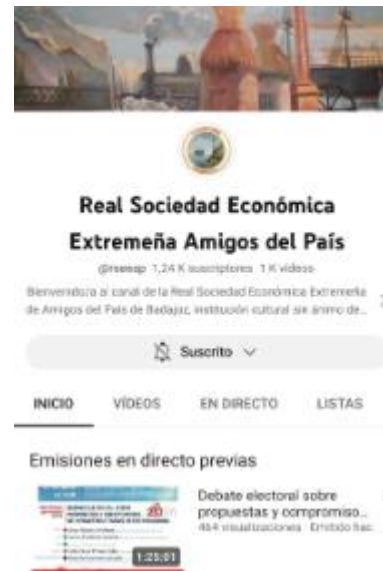 Real Sociedad Económica
Extremeña Amigos del País
@rseeap 1,24 K suscriptores 1 K vídeos
Bienvenidos/a al canal de la Real Sociedad Económica Extremeña
de Amigos del País de Badajoz, institución cultural sin ánimo de...
Suscrito
INICIO VÍDEOS EN DIRECTO LISTAS
Emisiones en directo previas
Debate electoral sobre
propuestas y compromiso...
464 visualizaciones Emitido hac
1:25:01